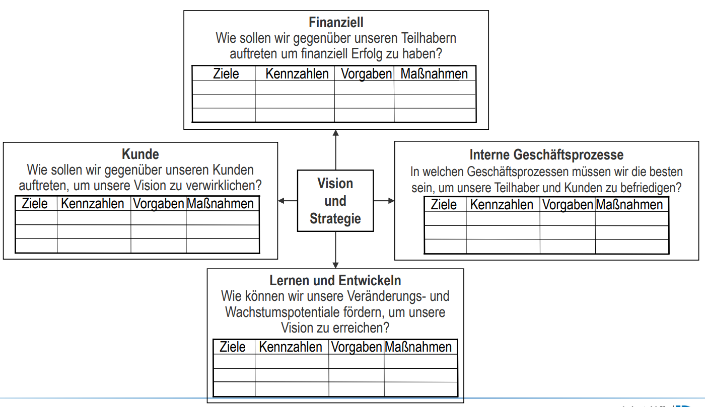 Finanziell
Wie sollen wir gegenüber unseren Teilhabern
auftreten um finanziell Erfolg zu haben?
Ziele Kennzahlen Vorgaben Maßnahmen
Kunde
Wie sollen wir gegenüber unseren Kunden
auftreten, um unsere Vision zu verwirklichen?
Ziele Kennzahlen Vorgaben Maßnahmen
Vision
und
Strategie
Interne Geschäftsprozesse
In welchen Geschäftsprozessen müssen wir die besten
sein, um unsere Teilhaber und Kunden zu befriedigen?
Ziele Kennzahlen Vorgaben Maßnahmen
Lernen und Entwickeln
Wie können wir unsere Veränderungs- und
Wachstumspotentiale fördern, um unsere
Vision zu erreichen?
Ziele Kennzahlen Vorgaben Maßnahmen